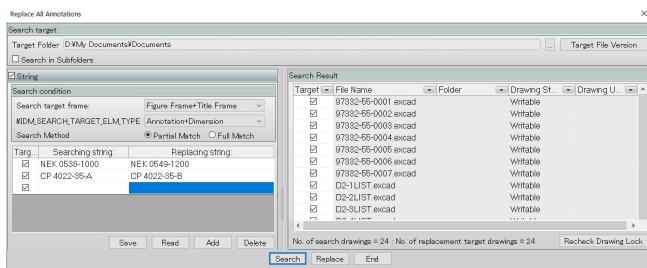 Replace All Annotations
Search target
Target Folder D:¥My Documents¥Documents ... Target File Version
Search in Subfolders
String
Search condition
Search target frame: Figure Frame+Title Frame
#IDM_SEARCH_TARGET_ELM_TYPE Annotation+Dimension
Search Method Partial Match Full Match
Targ... Searching string: Replacing string:
NEK 0538-1000 NEK 0549-1200
CP 4022-35-A CP 4022-35-B
Save Read Add Delete
Search Result
Target File Name Folder Drawing St... Drawing U...
97332-55-0001.excad Writable
97332-55-0002.excad Writable
97332-55-0003.excad Writable
97332-55-0004.excad Writable
97332-55-0005.excad Writable
97332-55-0006.excad Writable
97332-55-0007.excad Writable
D2-1LIST.excad Writable
D2-2LIST.excad Writable
D2-3LIST.excad Writable
No. of search drawings = 24 : No. of replacement target drawings = 24 Recheck Drawing Lock
Search Replace End